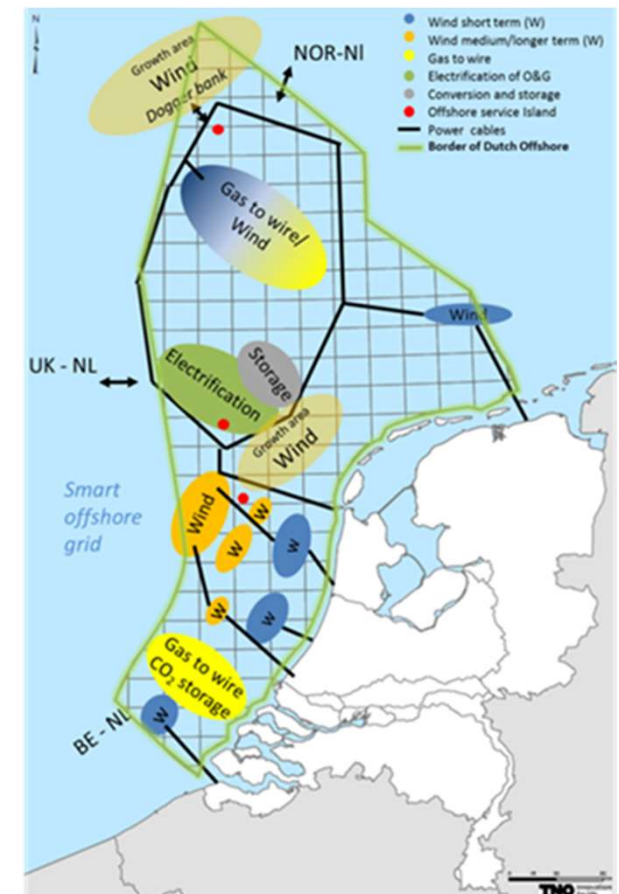 N
Growth area
Wind
Dogger bank
NOR-Nl
Wind short term (W)
Wind medium/longer term (W)
Gas to wire
Electrification of O&G
Conversion and storage
Offshore service Island
Power cables
Border of Dutch Offshore
Gas to wire/
Wind
Wind
UK - NL
Electrification
Storage
Growth area
Wind
Smart
offshore
grid
Wind
W
W
W
W
W
Gas to wire
CO₂ storage
W
BE - NL
TNO innovation